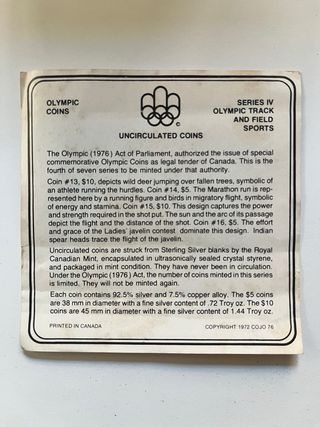 OLYMPIC
COINS
©
SERIES IV
OLYMPIC TRACK
AND FIELD
SPORTS
UNCIRCULATED COINS
The Olympic (1976) Act of Parliament, authorized the issue of special
commemorative Olympic Coins as legal tender of Canada. This is the
fourth of seven series to be minted under that authority.
Coin #13, $10, depicts wild deer jumping over fallen trees, symbolic of
an athlete running the hurdles. Coin #14, $5. The Marathon run is rep-
resented here by a running figure and birds in migratory flight, symbolic
of energy and stamina. Coin #15, $10. This design captures the power
and strength required in the shot put. The sun and the arc of its passage
depict the flight and the distance of the shot. Coin #16, $5. The effort
and grace of the Ladies' javelin contest dominate this design. Indian
spear heads trace the flight of the javelin.
Uncirculated coins are struck from Sterling Silver blanks by the Royal
Canadian Mint, encapsulated in ultrasonically sealed crystal styrene,
and packaged in mint condition. They have never been in circulation.
Under the Olympic (1976) Act, the number of coins minted in this series
is limited. They will not be minted again.
Each coin contains 92.5% silver and 7.5% copper alloy. The $5 coins
are 38 mm in diameter with a fine silver content of .72 Troy oz. The $10
coins are 45 mm in diameter with a fine silver content of 1.44 Troy oz.
PRINTED IN CANADA
COPYRIGHT 1972 COJO 76